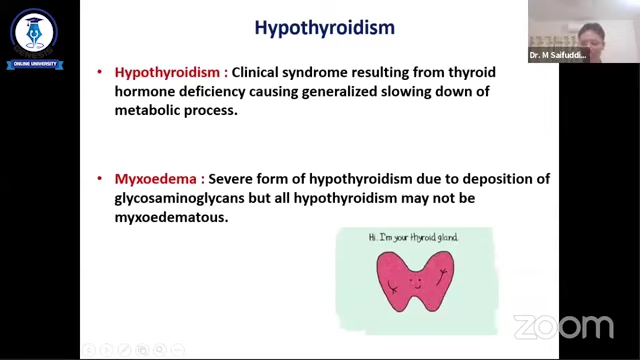 Hypothyroidism
Dr. M Saifuddi...
ONLINE UNIVERSITY
• Hypothyroidism : Clinical syndrome resulting from thyroid
hormone deficiency causing generalized slowing down of
metabolic process.
• Myxoedema : Severe form of hypothyroidism due to deposition of
glycosaminoglycans but all hypothyroidism may not be
myxoedematous.
Hi. I'm your thyroid gland.
zoom